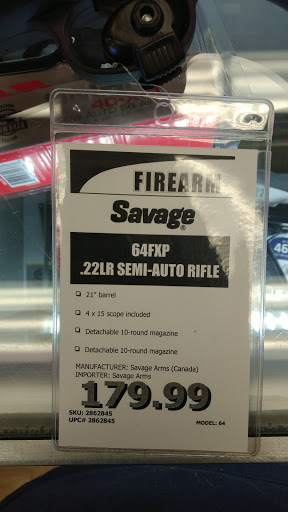 FIREARM
Savage®
64FXP
.22LR SEMI-AUTO RIFLE
21" barrel
4 x 15 scope included
Detachable 10-round magazine
Detachable 10-round magazine
MANUFACTURER: Savage Arms (Canada)
IMPORTER: Savage Arms
179.99
SKU: 2862845
UPC# 2862845
MODEL: 64
46